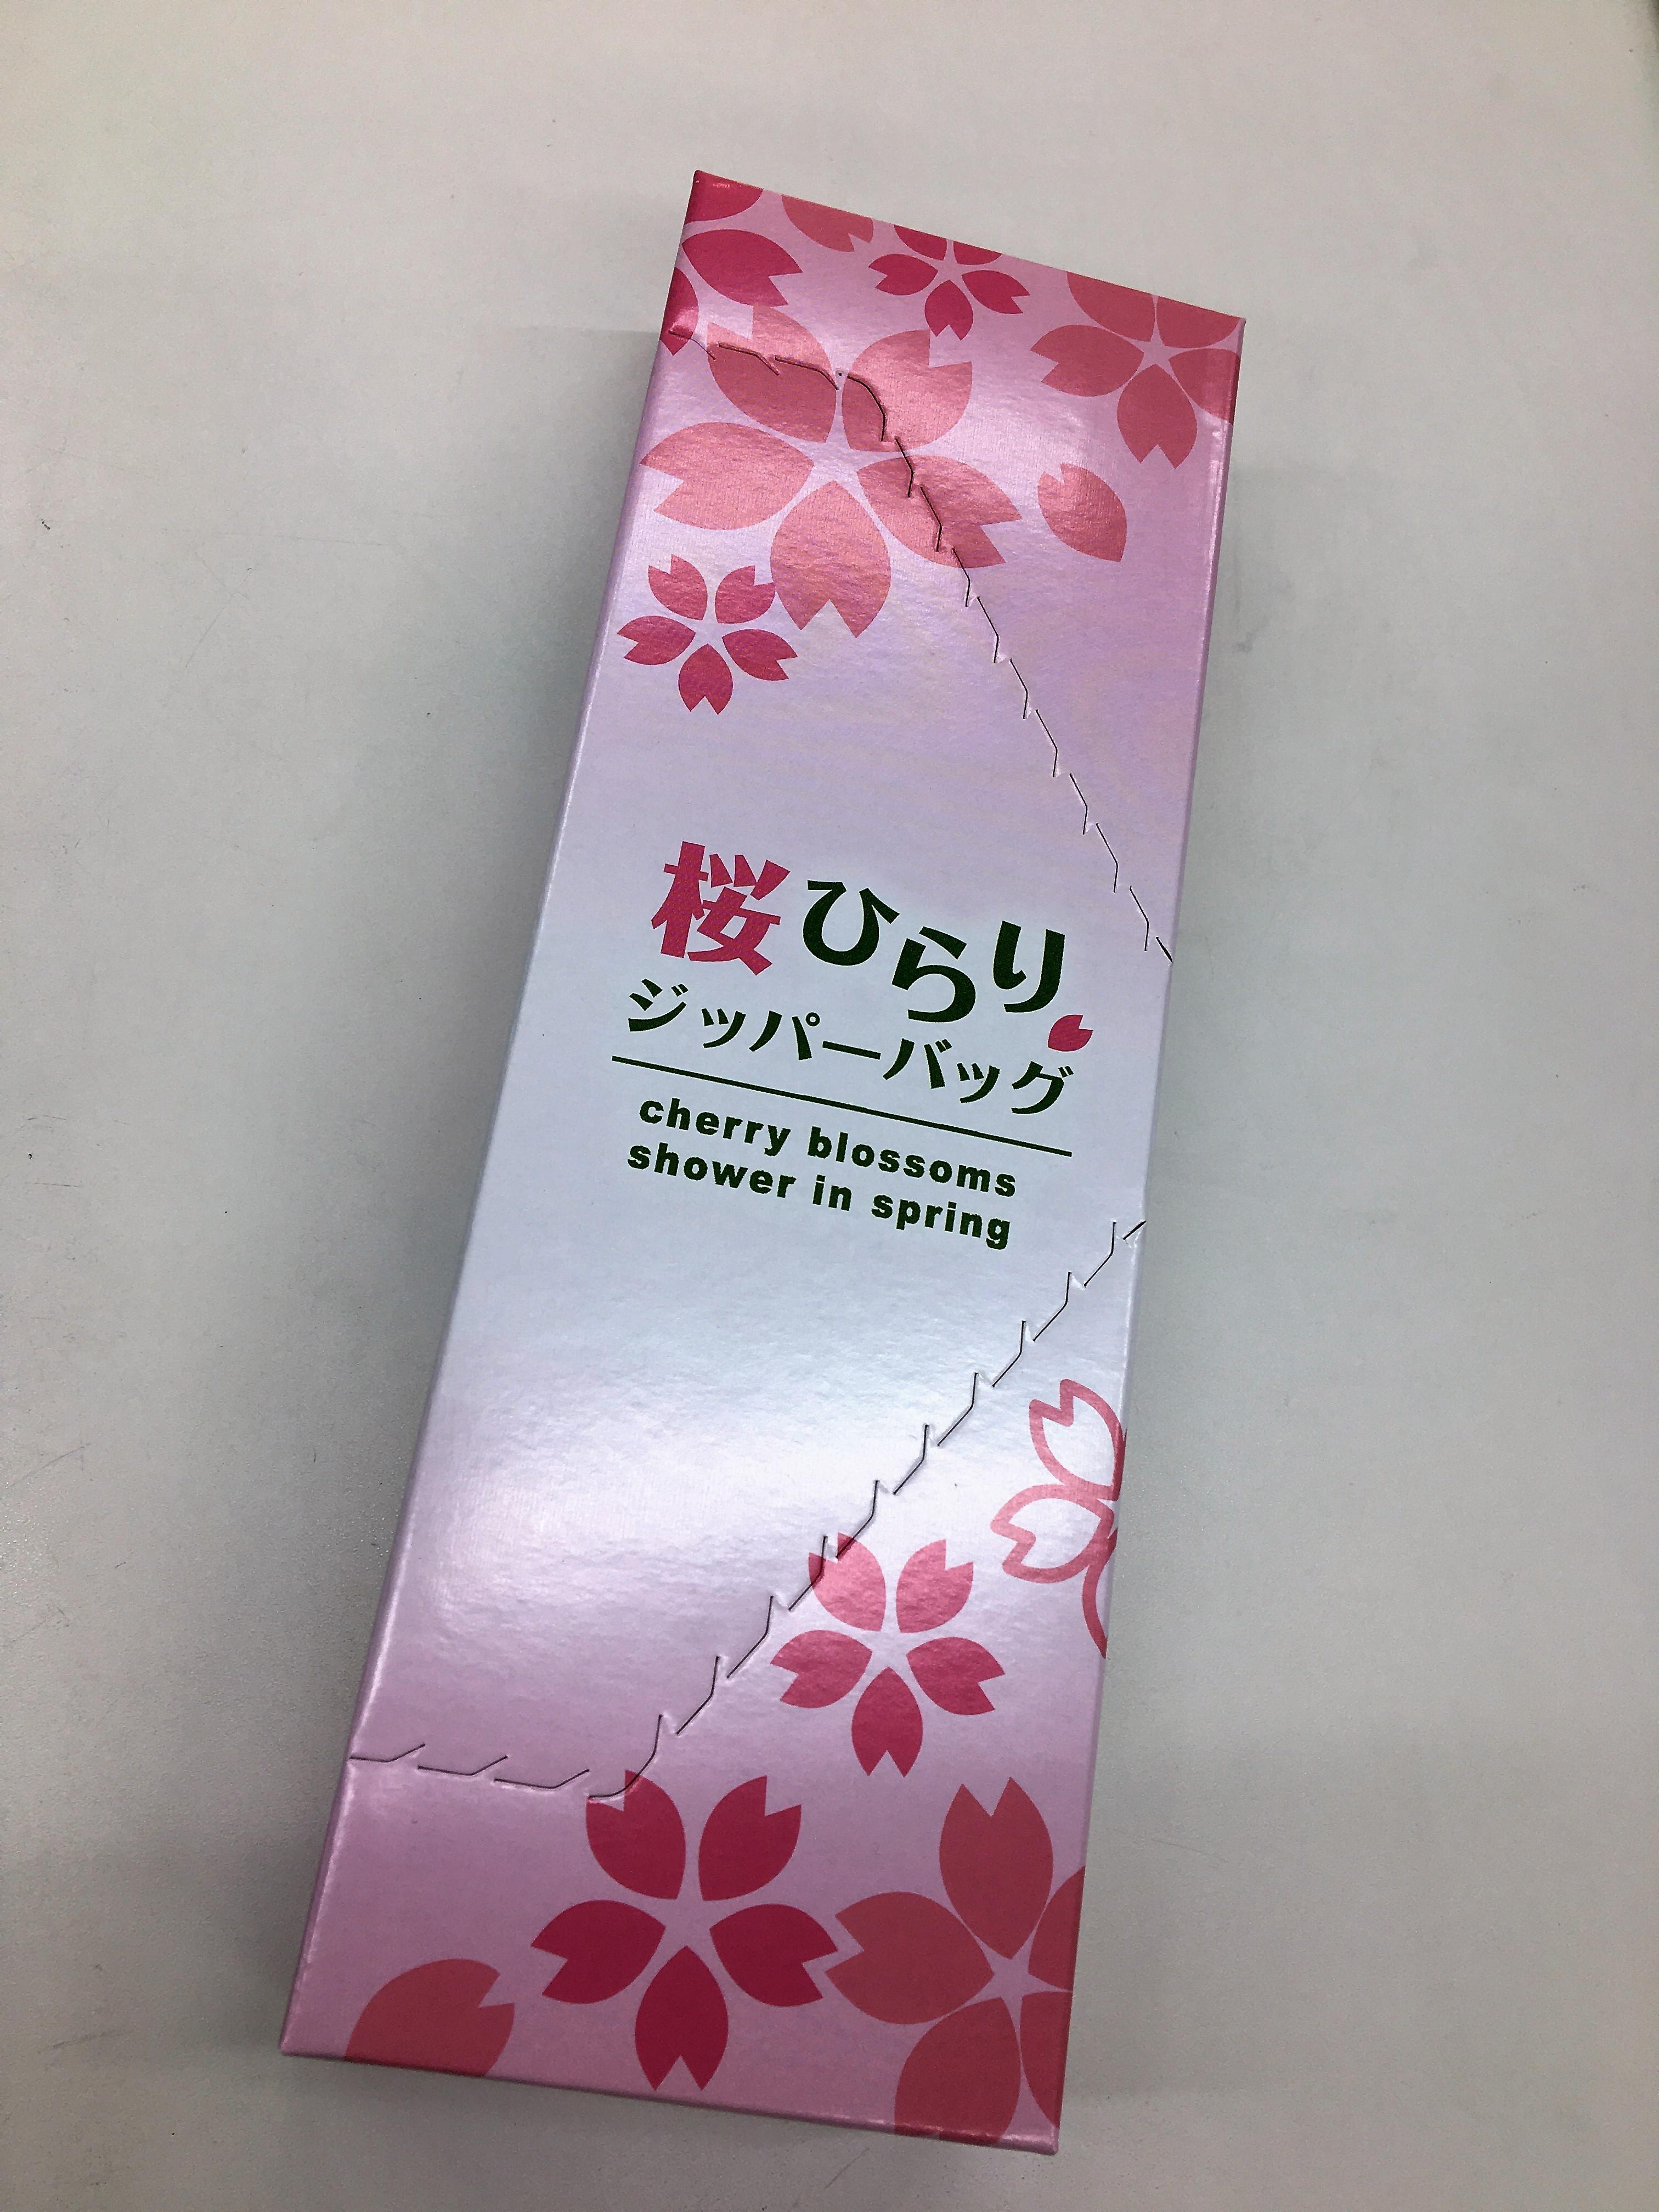 桜ひらり
ジッパーバッグ
cherry blossoms
shower in spring